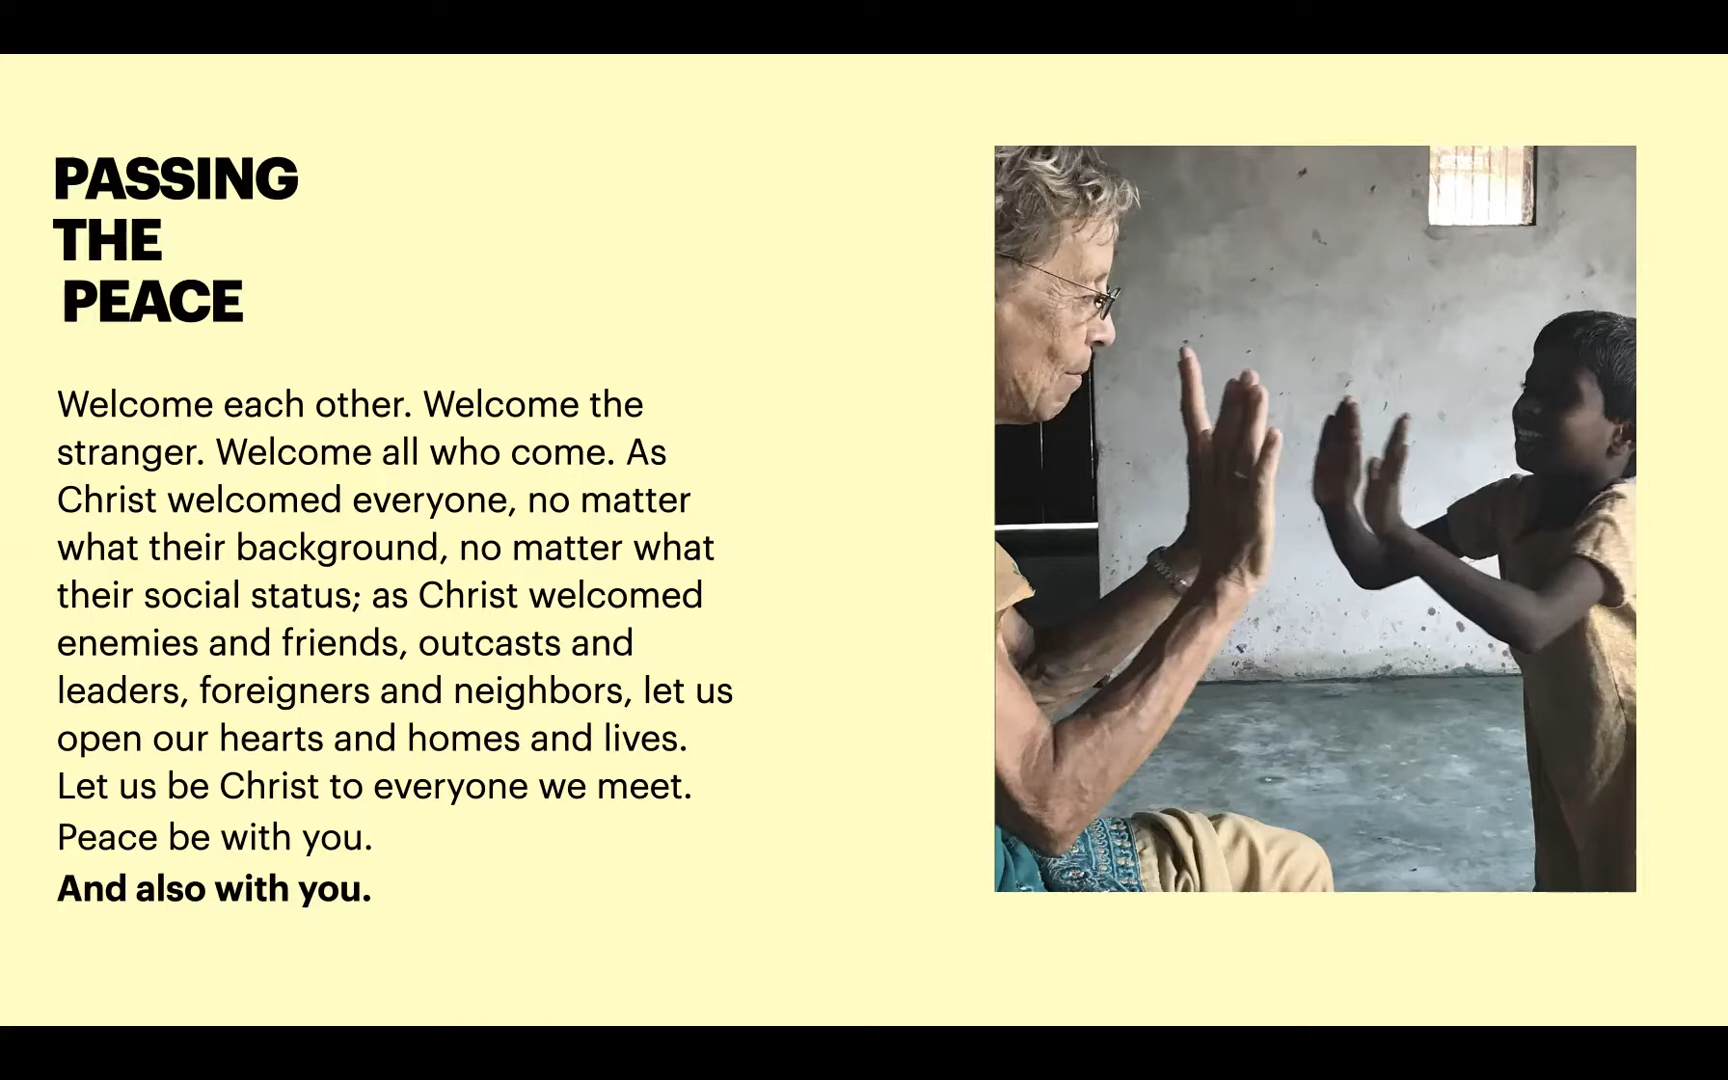 PASSING
THE
PEACE
Welcome each other. Welcome the
stranger. Welcome all who come. As
Christ welcomed everyone, no matter
what their background, no matter what
their social status; as Christ welcomed
enemies and friends, outcasts and
leaders, foreigners and neighbors, let us
open our hearts and homes and lives.
Let us be Christ to everyone we meet.
Peace be with you.
And also with you.